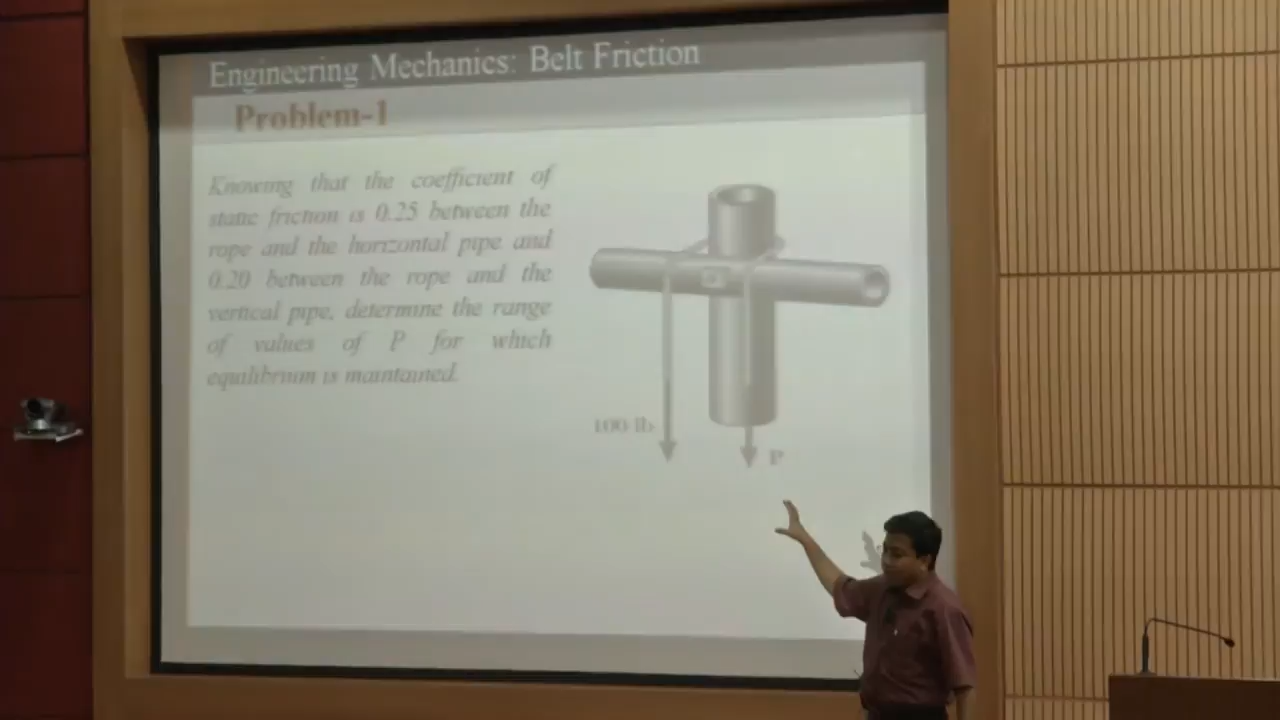 Engineering Mechanics: Belt Friction
Problem-1
Knowing that the coefficient of
static friction is 0.25 between the
rope and the horizontal pipe and
0.20 between the rope and the
vertical pipe, determine the range
of values of P for which
equilibrium is maintained.
100 lb
P